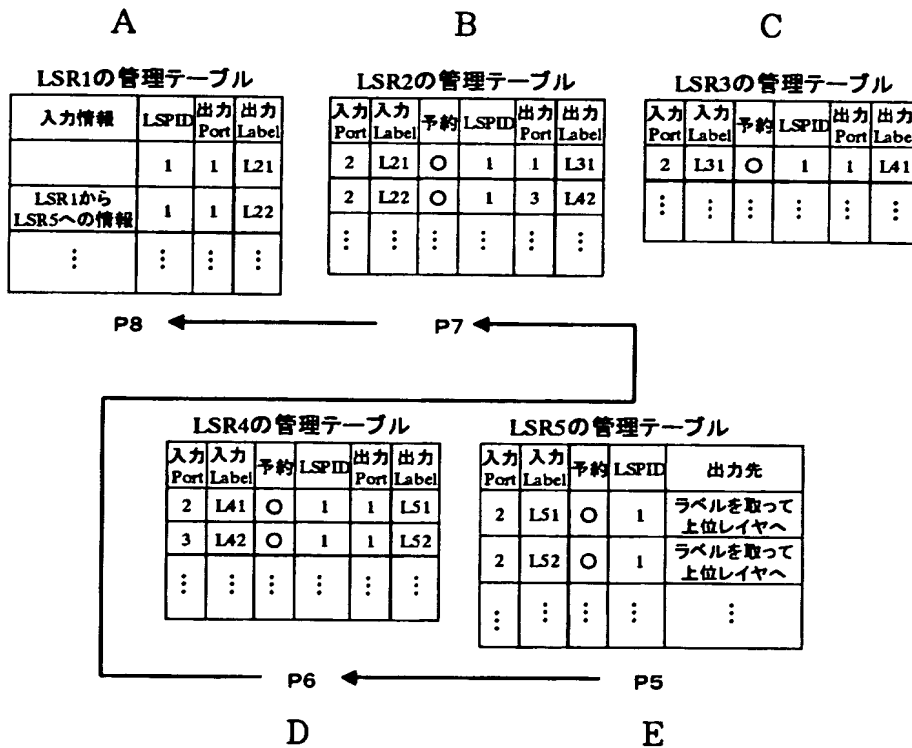 A
B
C
LSR1の管理テーブル
入力情報 LSPID 出力Port 出力Label
1 1 L21
LSR1からLSR5への情報 1 1 L22
⋮ ⋮ ⋮ ⋮
LSR2の管理テーブル
入力Port 入力Label 予約 LSPID 出力Port 出力Label
2 L21 ○ 1 1 L31
2 L22 ○ 1 3 L42
⋮ ⋮ ⋮ ⋮ ⋮ ⋮
LSR3の管理テーブル
入力Port 入力Label 予約 LSPID 出力Port 出力Label
2 L31 ○ 1 1 L41
⋮ ⋮ ⋮ ⋮ ⋮ ⋮
P8
P7
LSR4の管理テーブル
入力Port 入力Label 予約 LSPID 出力Port 出力Label
2 L41 ○ 1 1 L51
3 L42 ○ 1 1 L52
⋮ ⋮ ⋮ ⋮ ⋮ ⋮
LSR5の管理テーブル
入力Port 入力Label 予約 LSPID 出力先
2 L51 ○ 1 ラベルを取って上位レイヤへ
2 L52 ○ 1 ラベルを取って上位レイヤへ
⋮ ⋮ ⋮ ⋮ ⋮
P6
P5
D
E